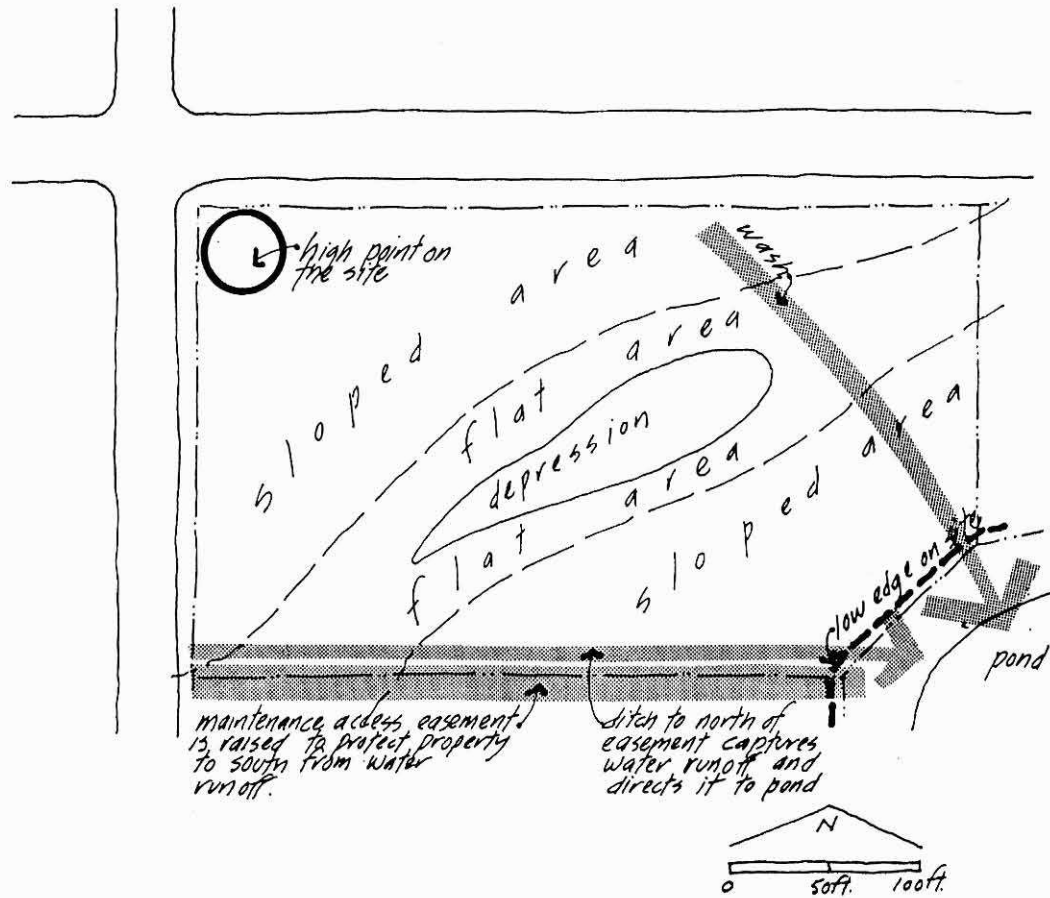 high point on
the site
wash
sloped area
flat area
depression
flat area
sloped area
low edge on site
pond
maintenance access easement
is raised to protect property
to south from water
runoff.
ditch to north of
easement captures
water runoff and
directs it to pond
N
0 50ft. 100ft.